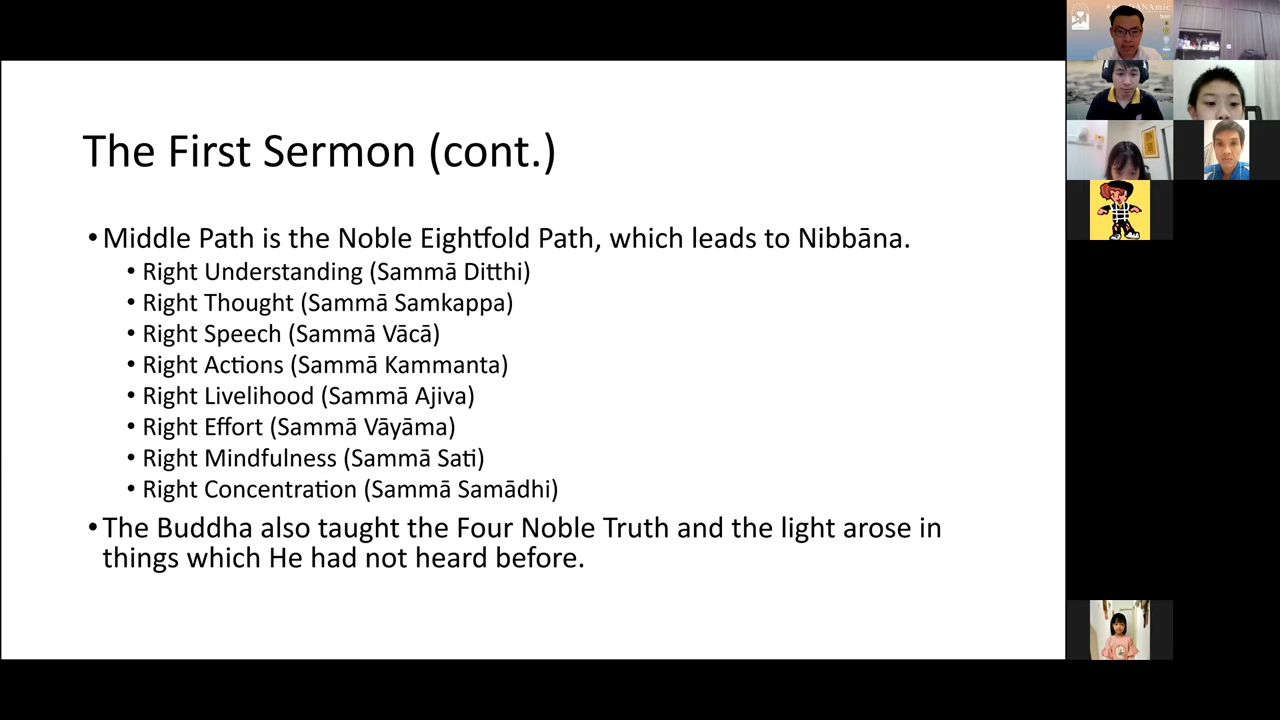 The First Sermon (cont.)
•Middle Path is the Noble Eightfold Path, which leads to Nibbāna.
• Right Understanding (Sammā Ditthi)
• Right Thought (Sammā Samkappa)
• Right Speech (Sammā Vācā)
• Right Actions (Sammā Kammanta)
• Right Livelihood (Sammā Ajiva)
• Right Effort (Sammā Vāyāma)
• Right Mindfulness (Sammā Sati)
• Right Concentration (Sammā Samādhi)
•The Buddha also taught the Four Noble Truth and the light arose in
things which He had not heard before.